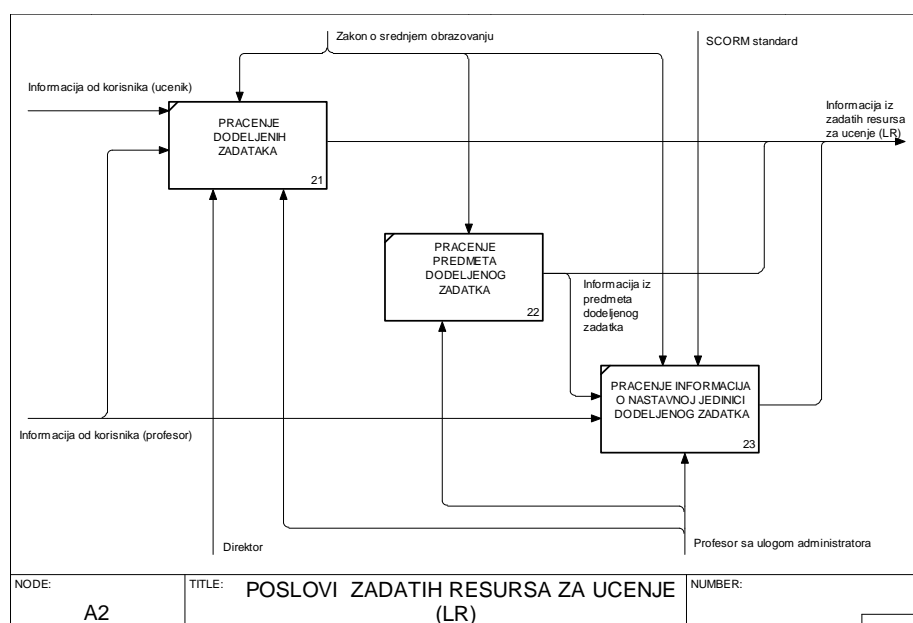 Zakon o srednjem obrazovanju
SCORM standard
Informacija od korisnika (ucenik)
PRACENJE
DODELJENIH
ZADATAKA
21
Informacija iz
zadatih resursa
za ucenje (LR)
PRACENJE
PREDMETA
DODELJENOG
ZADATKA
22
Informacija iz
predmeta
dodeljenog
zadatka
PRACENJE INFORMACIJA
O NASTAVNOJ JEDINICI
DODELJENOG ZADATKA
23
Informacija od korisnika (profesor)
Direktor
Profesor sa ulogom administratora
NODE:
A2
TITLE:
POSLOVI ZADATIH RESURSA ZA UCENJE
(LR)
NUMBER: